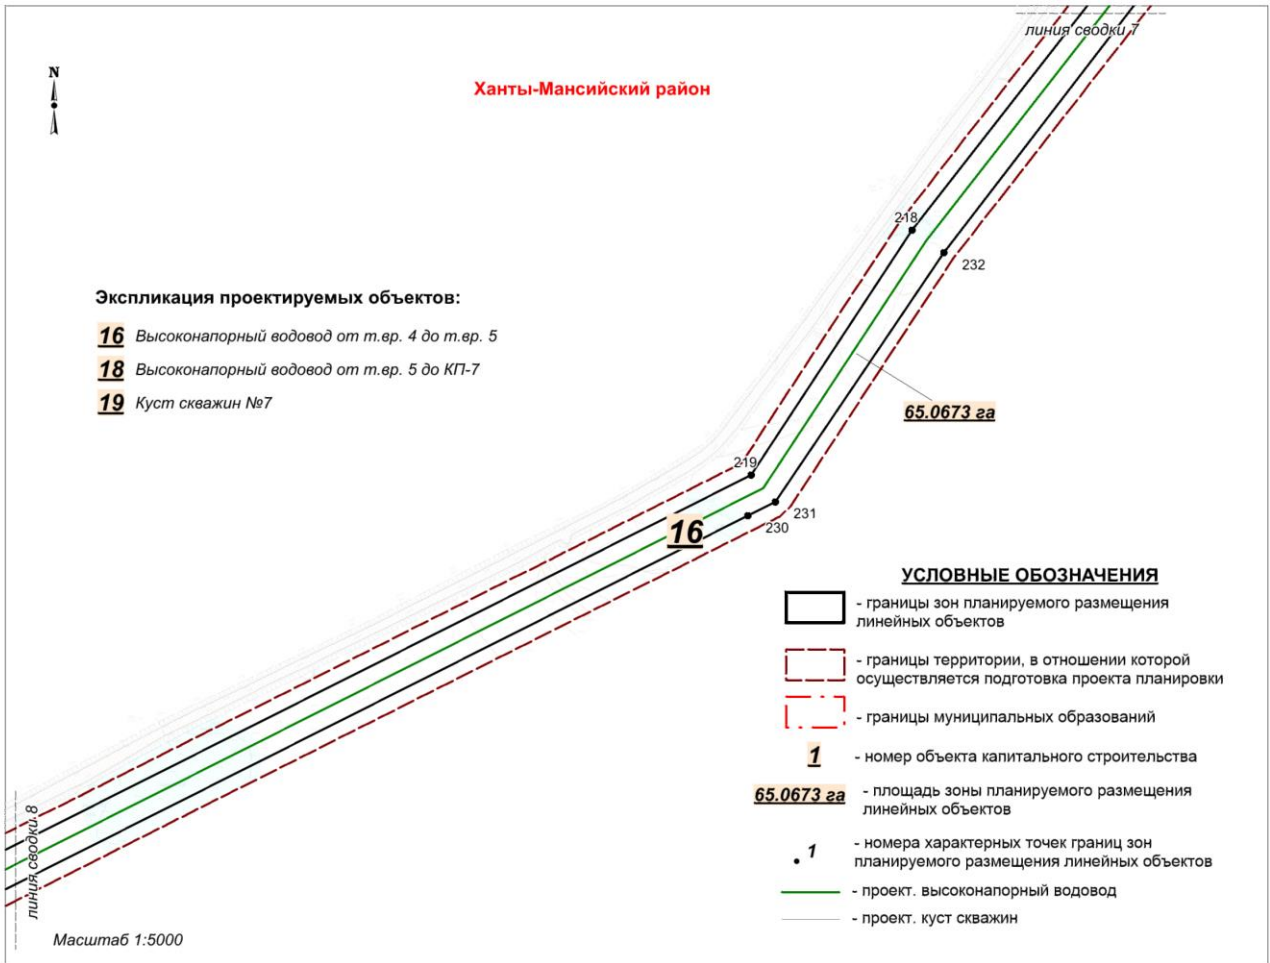 линия сводки 7
N
Ханты-Мансийский район
218
232
Экспликация проектируемых объектов:
16 Высоконапорный водовод от т.вр. 4 до т.вр. 5
18 Высоконапорный водовод от т.вр. 5 до КП-7
19 Куст скважин №7
65.0673 га
219
231
230
16
УСЛОВНЫЕ ОБОЗНАЧЕНИЯ
- границы зон планируемого размещения
линейных объектов
- границы территории, в отношении которой
осуществляется подготовка проекта планировки
- границы муниципальных образований
1 - номер объекта капитального строительства
65.0673 га - площадь зоны планируемого размещения
линейных объектов
1 - номера характерных точек границ зон
планируемого размещения линейных объектов
- проект. высоконапорный водовод
- проект. куст скважин
линия сводки 8
Масштаб 1:5000